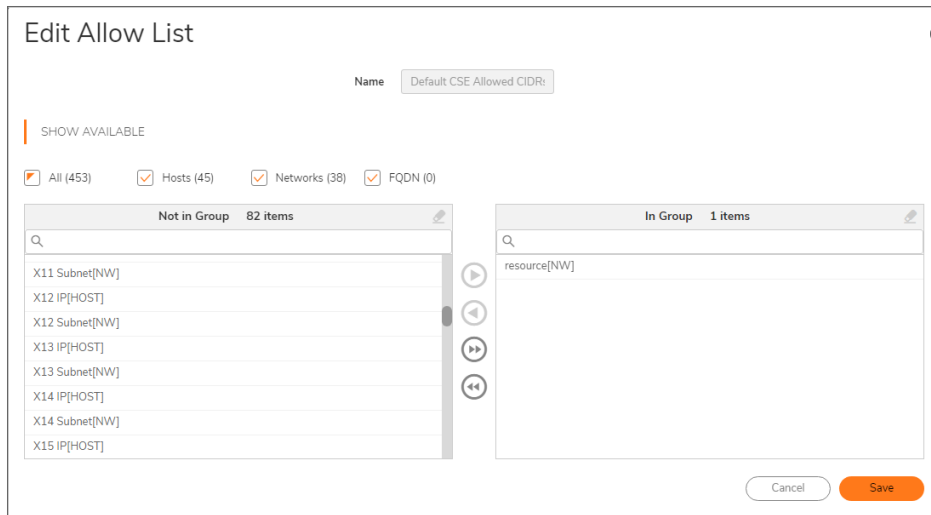 Edit Allow List
Name Default CSE Allowed CIDRs
SHOW AVAILABLE
All (453) Hosts (45) Networks (38) FQDN (0)
Not in Group 82 items
In Group 1 items
X11 Subnet[NW]
X12 IP[HOST]
X12 Subnet[NW]
X13 IP[HOST]
X13 Subnet[NW]
X14 IP[HOST]
X14 Subnet[NW]
X15 IP[HOST]
resource[NW]
Cancel Save